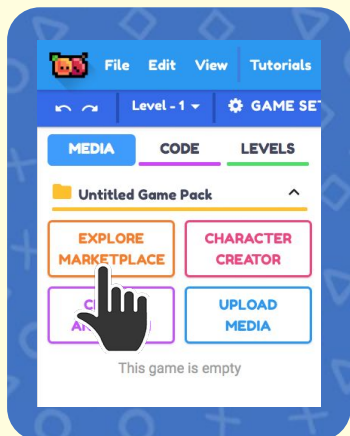 File Edit View Tutorials
Level - 1 GAME SE
MEDIA CODE LEVELS
Untitled Game Pack
EXPLORE MARKETPLACE
CHARACTER CREATOR
UPLOAD MEDIA
This game is empty